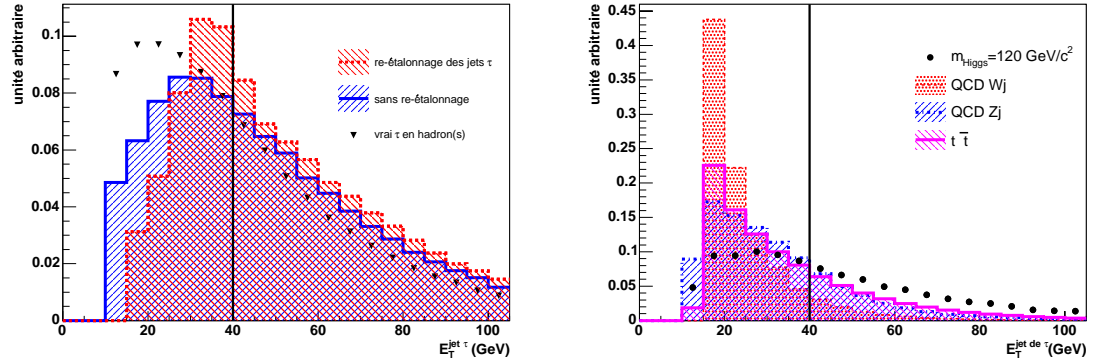 unité arbitraire
0.1
0.08
0.06
0.04
0.02
0
re-étalonnage des jets τ
sans re-étalonnage
vrai τ en hadron(s)
0 20 40 60 80 100
E_T^{jet τ} (GeV)
unité arbitraire
0.45
0.4
0.35
0.3
0.25
0.2
0.15
0.1
0.05
0
m_{Higgs}=120 GeV/c²
QCD Wj
QCD Zj
t t̅
0 20 40 60 80 100
E_T^{jet de τ} (GeV)